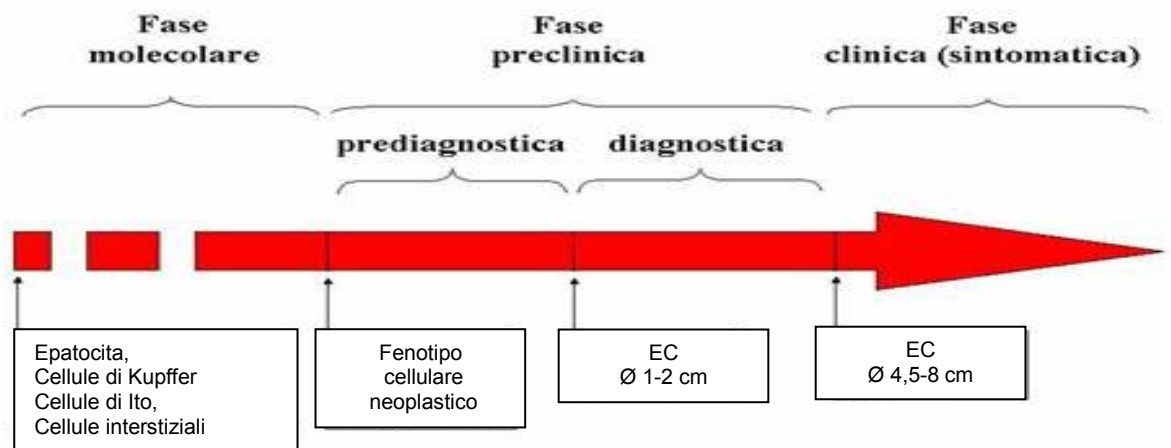 Fase
molecolare
Fase
preclinica
Fase
clinica (sintomatica)
prediagnostica
diagnostica
Epatocita,
Cellule di Kupffer
Cellule di Ito,
Cellule interstiziali
Fenotipo
cellulare
neoplastico
EC
Ø 1-2 cm
EC
Ø 4,5-8 cm